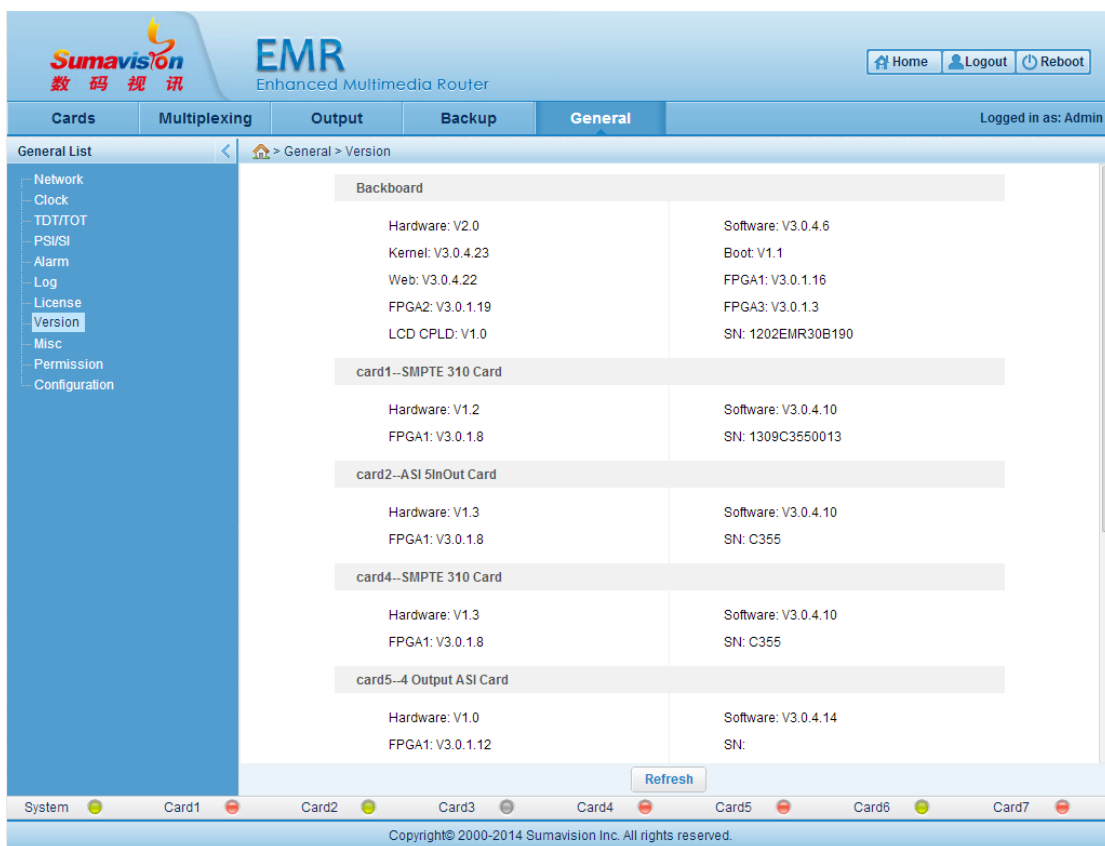 Sumavision
数码视讯
EMR
Enhanced Multimedia Router
Home Logout Reboot
Cards Multiplexing Output Backup General Logged in as: Admin
General List
> General > Version
Network
Clock
TDT/TOT
PSI/SI
Alarm
Log
License
Version
Misc
Permission
Configuration
Backboard
Hardware: V2.0 Software: V3.0.4.6
Kernel: V3.0.4.23 Boot: V1.1
Web: V3.0.4.22 FPGA1: V3.0.1.16
FPGA2: V3.0.1.19 FPGA3: V3.0.1.3
LCD CPLD: V1.0 SN: 1202EMR30B190
card1--SMPTE 310 Card
Hardware: V1.2 Software: V3.0.4.10
FPGA1: V3.0.1.8 SN: 1309C3550013
card2--ASI 5InOut Card
Hardware: V1.3 Software: V3.0.4.10
FPGA1: V3.0.1.8 SN: C355
card4--SMPTE 310 Card
Hardware: V1.3 Software: V3.0.4.10
FPGA1: V3.0.1.8 SN: C355
card5--4 Output ASI Card
Hardware: V1.0 Software: V3.0.4.14
FPGA1: V3.0.1.12 SN:
Refresh
System Card1 Card2 Card3 Card4 Card5 Card6 Card7
Copyright© 2000-2014 Sumavision Inc. All rights reserved.